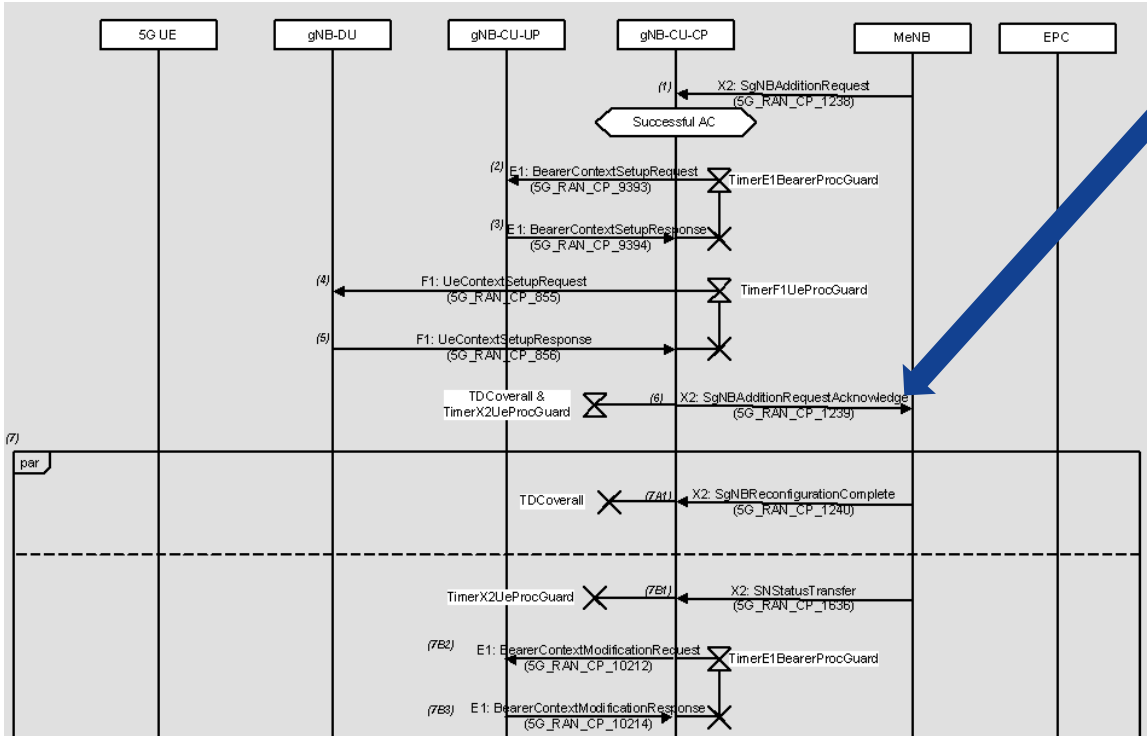 5G UE
gNB-DU
gNB-CU-UP
gNB-CU-CP
MeNB
EPC
(1)
X2: SgNBAdditionRequest
(5G_RAN_CP_1238)
Successful AC
(2)
E1: BearerContextSetupRequest
(5G_RAN_CP_9393)
TimerE1BearerProcGuard
(3)
E1: BearerContextSetupResponse
(5G_RAN_CP_9394)
(4)
F1: UeContextSetupRequest
(5G_RAN_CP_855)
TimerF1UeProcGuard
(5)
F1: UeContextSetupResponse
(5G_RAN_CP_856)
TDCoverall &
TimerX2UeProcGuard
(6)
X2: SgNBAdditionRequestAcknowledge
(5G_RAN_CP_1239)
(7)
par
TDCoverall
(7A1)
X2: SgNBReconfigurationComplete
(5G_RAN_CP_1240)
TimerX2UeProcGuard
(7B1)
X2: SNStatusTransfer
(5G_RAN_CP_1636)
(7B2)
E1: BearerContextModificationRequest
(5G_RAN_CP_10212)
TimerE1BearerProcGuard
(7B3)
E1: BearerContextModificationResponse
(5G_RAN_CP_10214)